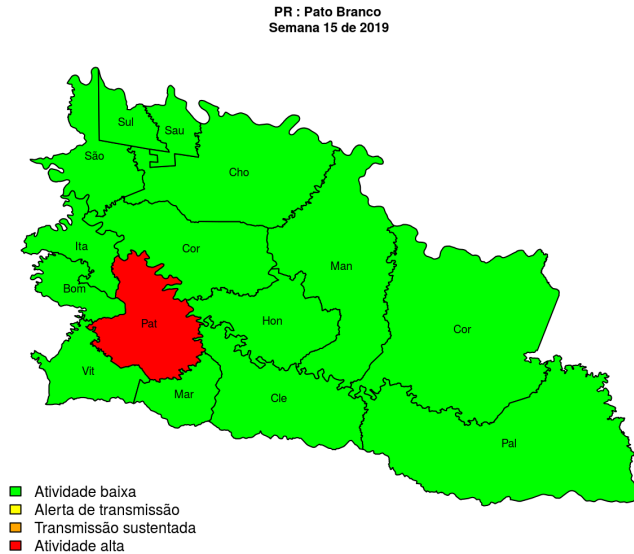 PR : Pato Branco
Semana 15 de 2019
Sul
Sau
São
Cho
Ita
Cor
Man
Bom
Hon
Pat
Cor
Vit
Mar
Cle
Pal
Atividade baixa
Alerta de transmissão
Transmissão sustentada
Atividade alta